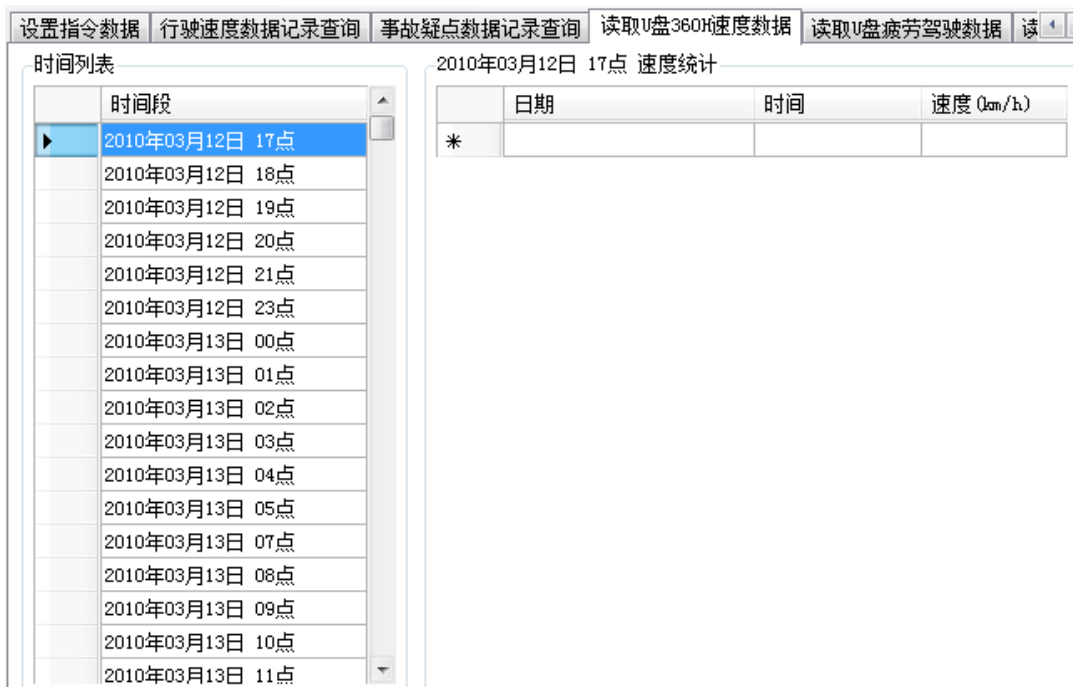 设置指令数据 行驶速度数据记录查询 事故疑点数据记录查询 读取U盘360H速度数据 读取U盘疲劳驾驶数据 读
时间列表
时间段
2010年03月12日 17点
2010年03月12日 18点
2010年03月12日 19点
2010年03月12日 20点
2010年03月12日 21点
2010年03月12日 23点
2010年03月13日 00点
2010年03月13日 01点
2010年03月13日 02点
2010年03月13日 03点
2010年03月13日 04点
2010年03月13日 05点
2010年03月13日 07点
2010年03月13日 08点
2010年03月13日 09点
2010年03月13日 10点
2010年03月13日 11点
2010年03月12日 17点 速度统计
日期 时间 速度(km/h)